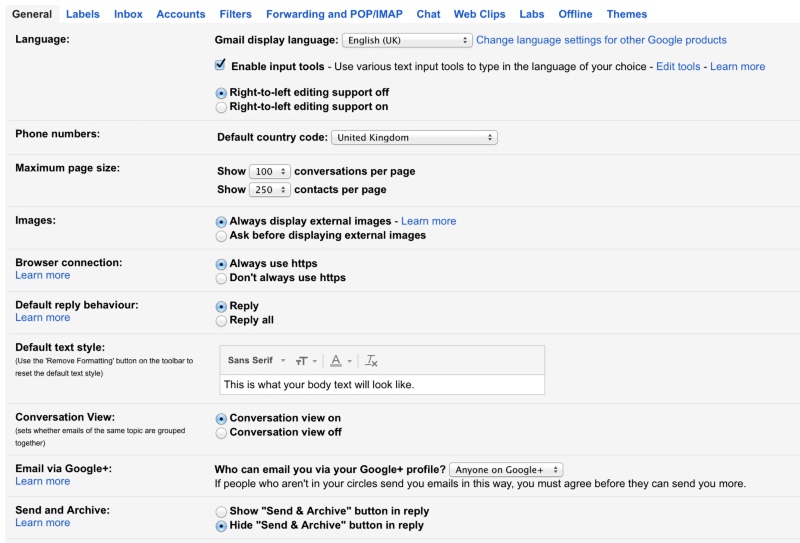 General Labels Inbox Accounts Filters Forwarding and POP/IMAP Chat Web Clips Labs Offline Themes
Language:
Gmail display language: English (UK) Change language settings for other Google products
Enable input tools - Use various text input tools to type in the language of your choice - Edit tools - Learn more
Right-to-left editing support off
Right-to-left editing support on
Phone numbers:
Default country code: United Kingdom
Maximum page size:
Show 100 conversations per page
Show 250 contacts per page
Images:
Always display external images - Learn more
Ask before displaying external images
Browser connection:
Learn more
Always use https
Don't always use https
Default reply behaviour:
Learn more
Reply
Reply all
Default text style:
(Use the 'Remove Formatting' button on the toolbar to
reset the default text style)
Sans Serif TT A Tx
This is what your body text will look like.
Conversation View:
(sets whether emails of the same topic are grouped
together)
Conversation view on
Conversation view off
Email via Google+:
Learn more
Who can email you via your Google+ profile? Anyone on Google+
If people who aren't in your circles send you emails in this way, you must agree before they can send you more.
Send and Archive:
Learn more
Show "Send & Archive" button in reply
Hide "Send & Archive" button in reply